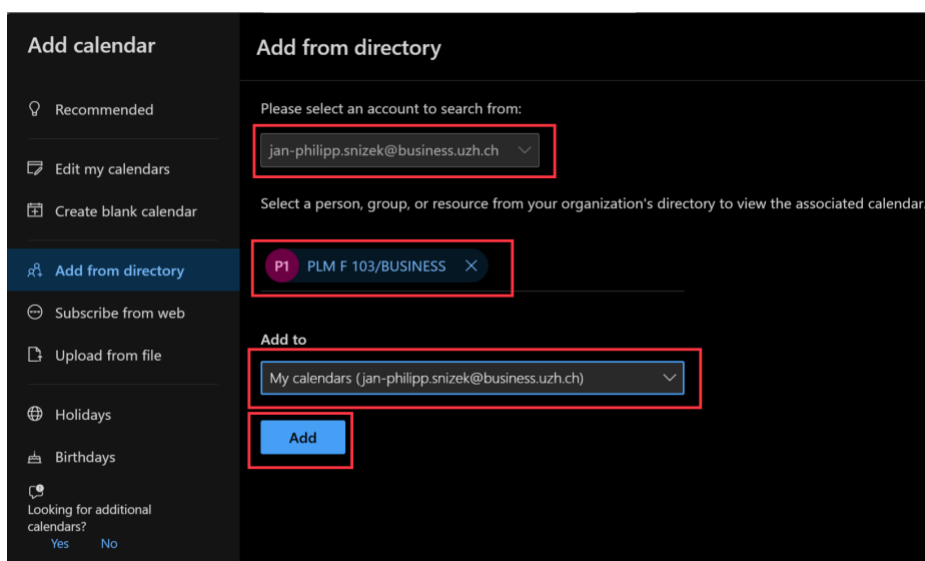 Add calendar
Recommended
Edit my calendars
Create blank calendar
Add from directory
Subscribe from web
Upload from file
Holidays
Birthdays
Looking for additional
calendars?
Yes No
Add from directory
Please select an account to search from:
jan-philipp.snizek@business.uzh.ch
Select a person, group, or resource from your organization's directory to view the associated calendar.
P1 PLM F 103/BUSINESS
Add to
My calendars (jan-philipp.snizek@business.uzh.ch)
Add